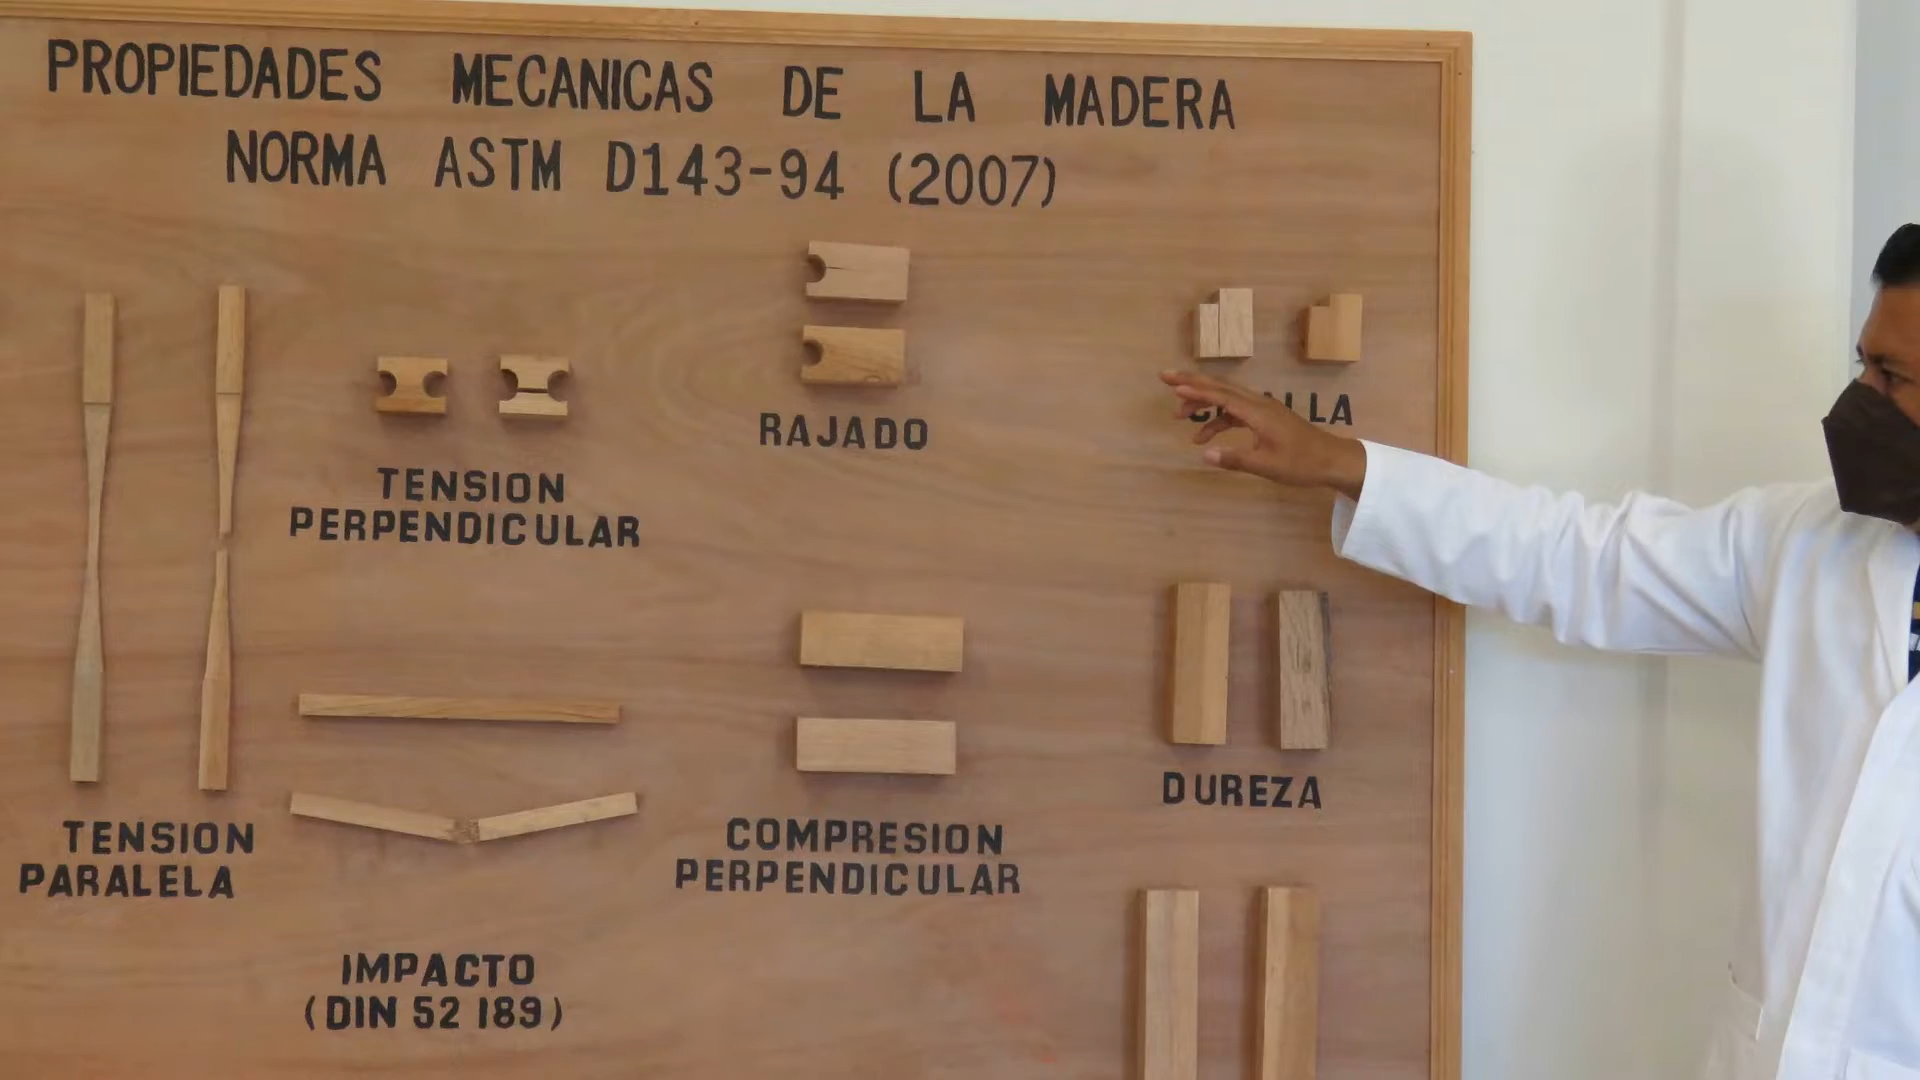 PROPIEDADES MECANICAS DE LA MADERA
NORMA ASTM D143-94 (2007)
RAJADO
TENSION
PERPENDICULAR
DUREZA
TENSION
PARALELA
COMPRESION
PERPENDICULAR
IMPACTO
(DIN 52 189)